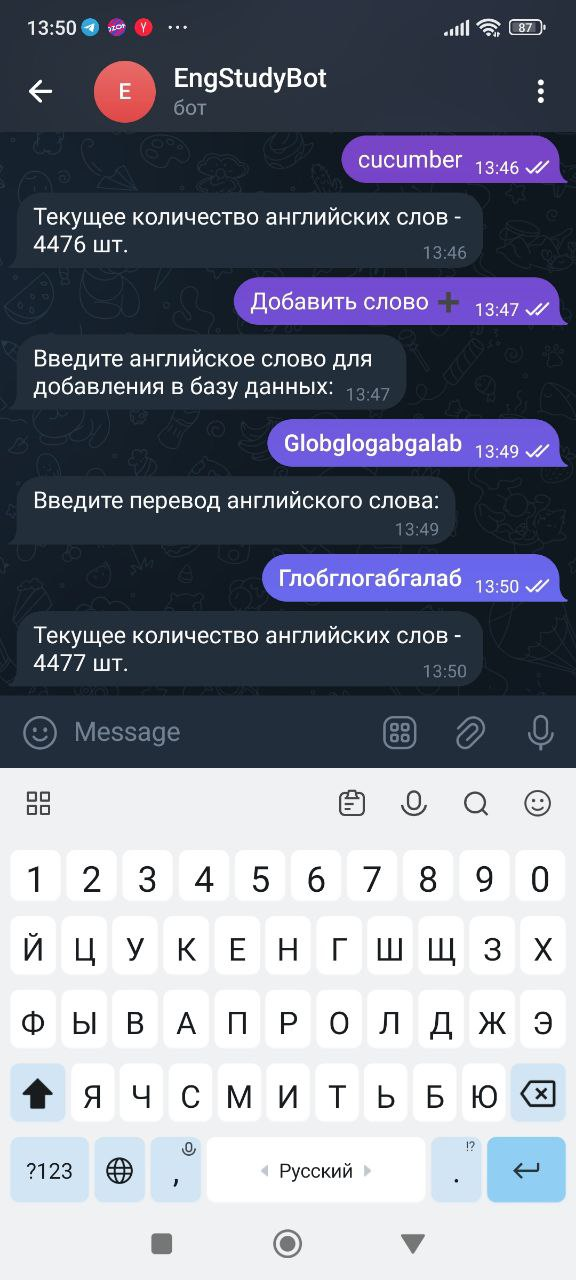 13:50
87
E
EngStudyBot
бот
cucumber 13:46
Текущее количество английских слов -
4476 шт.
13:46
Добавить слово 13:47
Введите английское слово для
добавления в базу данных: 13:47
Globglogabgalab 13:49
Введите перевод английского слова:
13:49
Глобглогабгалаб 13:50
Текущее количество английских слов -
4477 шт.
13:50
Message
1 2 3 4 5 6 7 8 9 0
Й Ц У К Е Н Г Ш Щ З Х
Ф Ы В А П Р О Л Д Ж Э
Я Ч С М И Т Ь Б Ю
?123 , Русский . !?